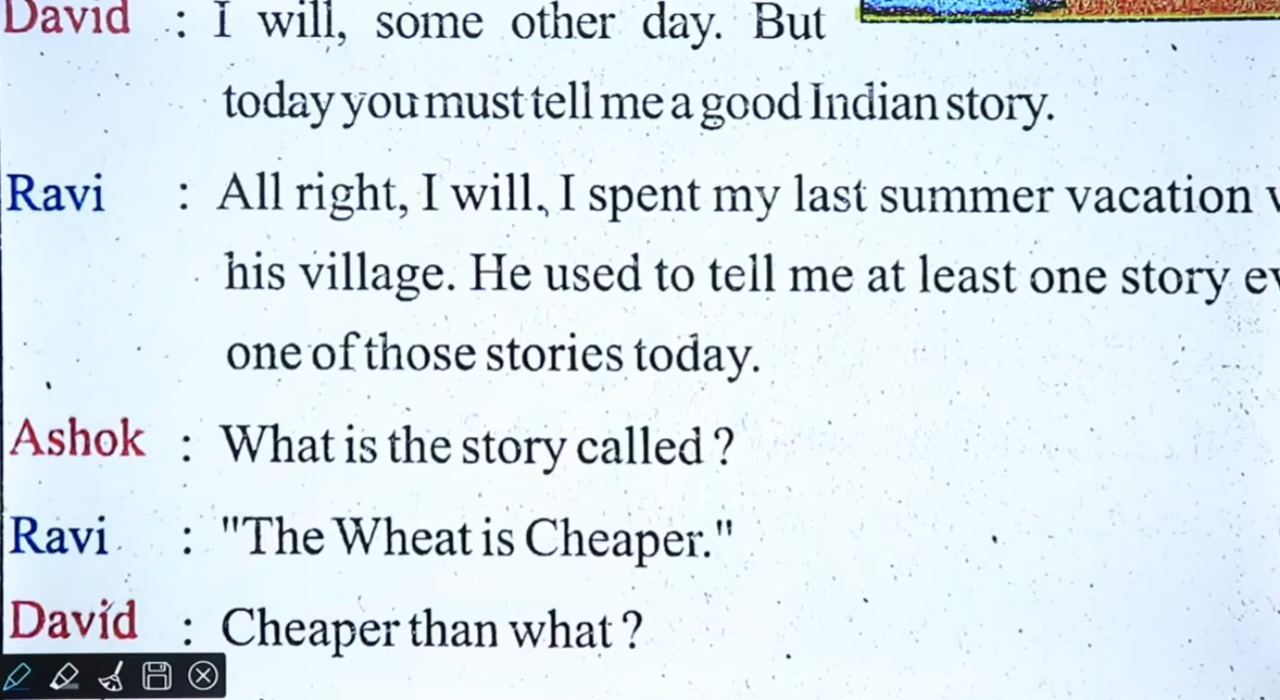 David : I will, some other day. But
today you must tell me a good Indian story.
Ravi : All right, I will, I spent my last summer vacation
his village. He used to tell me at least one story
one of those stories today.
Ashok : What is the story called ?
Ravi : "The Wheat is Cheaper."
David : Cheaper than what ?